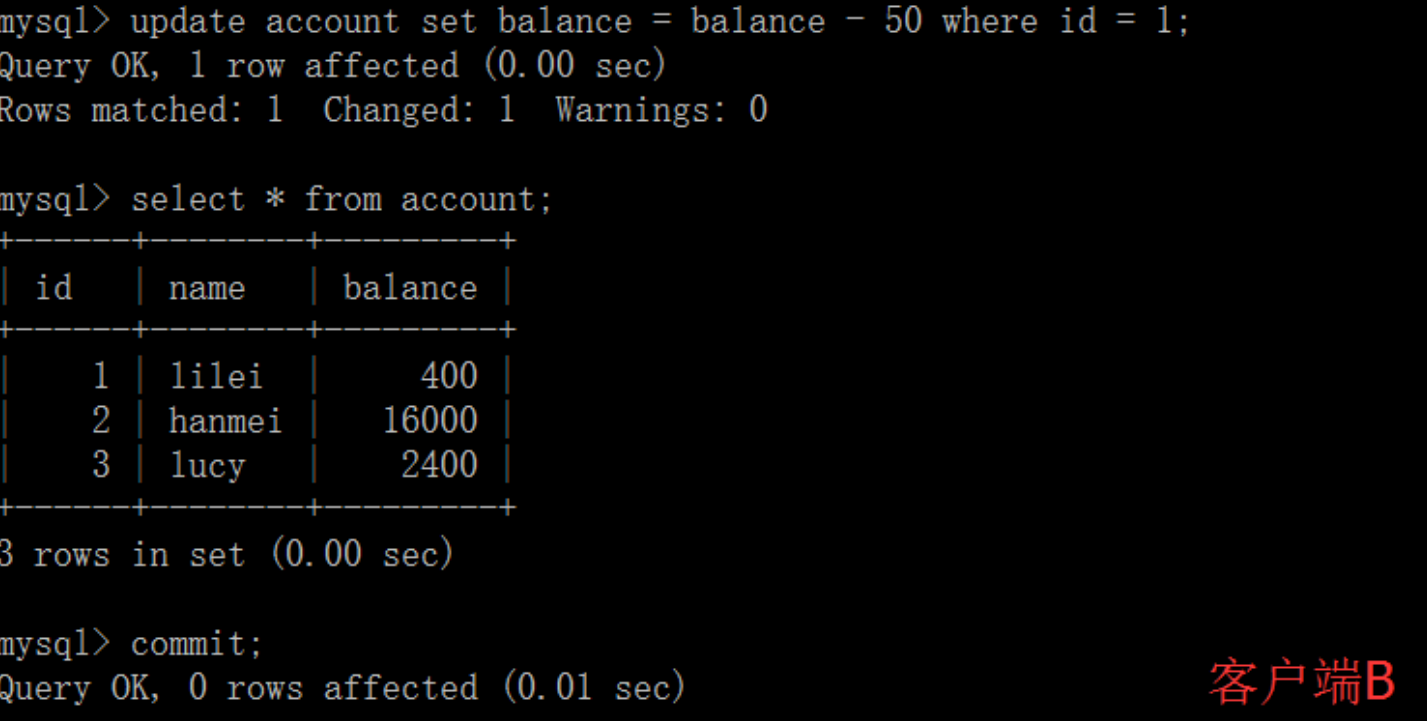 mysql> update account set balance = balance - 50 where id = 1;
Query OK, 1 row affected (0.00 sec)
Rows matched: 1  Changed: 1  Warnings: 0
mysql> select * from account;
+------+--------+---------+
| id   | name   | balance |
+------+--------+---------+
|    1 | lilei  |     400 |
|    2 | hanmei |   16000 |
|    3 | lucy   |    2400 |
+------+--------+---------+
3 rows in set (0.00 sec)
mysql> commit;
Query OK, 0 rows affected (0.01 sec)
客户端B